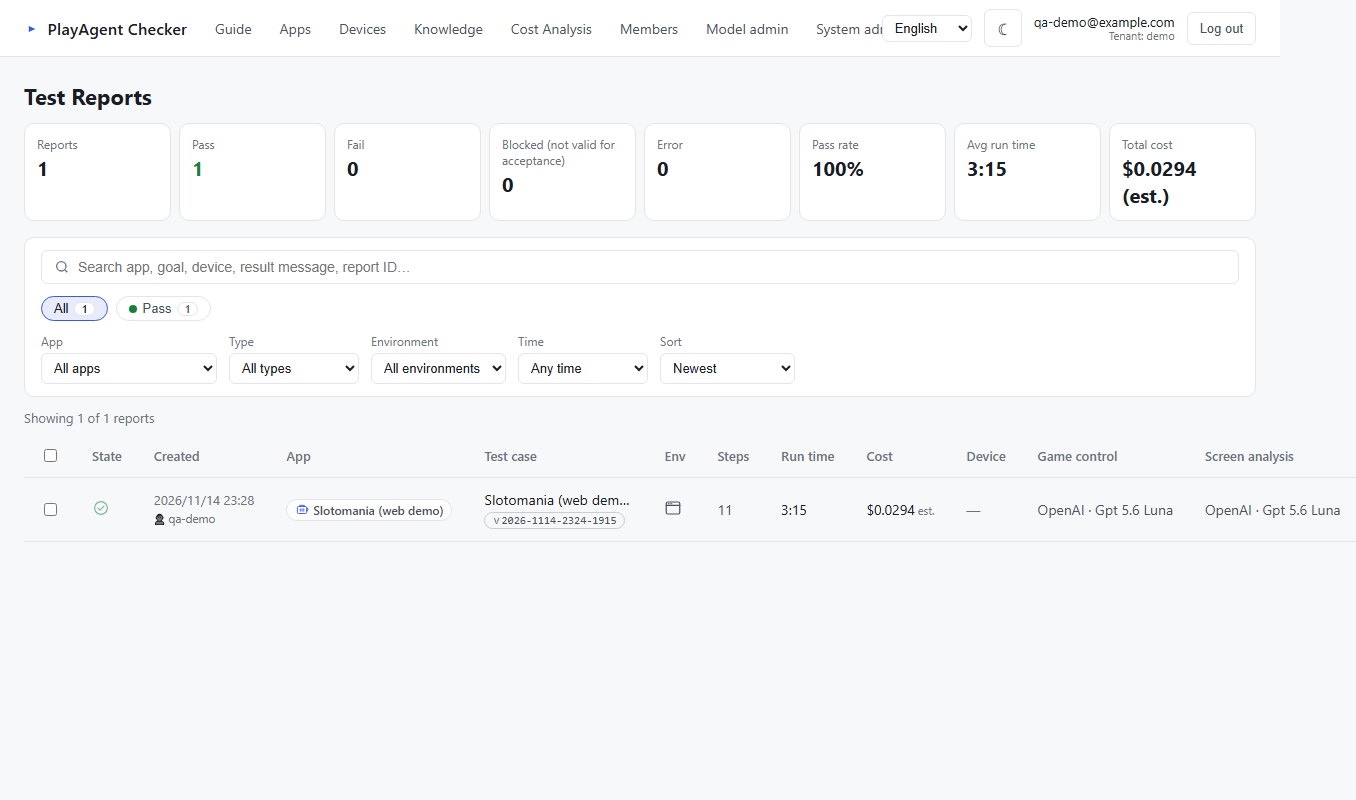 PlayAgent Checker Guide Apps Devices Knowledge Cost Analysis Members Model admin System adr English qa-demo@example.com Log out
Tenant: demo
Test Reports
Reports Pass Fail Blocked (not valid for acceptance) Error Pass rate Avg run time Total cost
1 1 0 0 0 100% 3:15 $0.0294 (est.)
Search app, goal, device, result message, report ID…
All 1 Pass 1
App Type Environment Time Sort
All apps All types All environments Any time Newest
Showing 1 of 1 reports
State Created App Test case Env Steps Run time Cost Device Game control Screen analysis
2026/11/14 23:28 Slotomania (web demo) Slotomania (web dem... 11 3:15 $0.0294 est. — OpenAI · Gpt 5.6 Luna OpenAI · Gpt 5.6 Luna
qa-demo v2026-1114-2324-1915